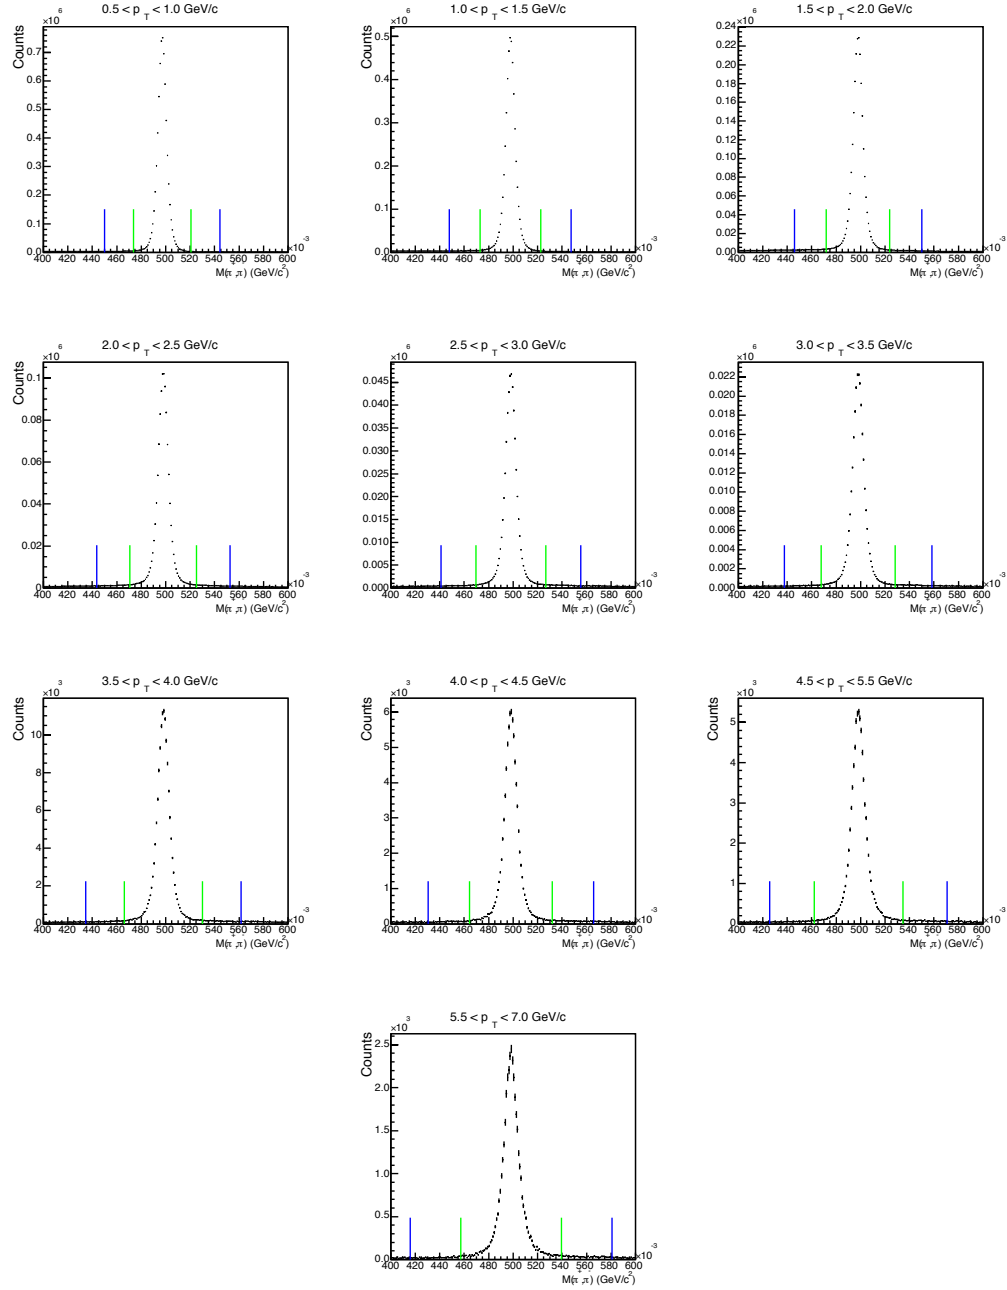 0.5 < p T < 1.0 GeV/c
×10 6
Counts
0.7
0.6
0.5
0.4
0.3
0.2
0.1
0
400 420 440 460 480 500 520 540 560 580 600
×10 -3
M(π+,π-) (GeV/c2)
1.0 < p T < 1.5 GeV/c
×10 6
Counts
0.5
0.4
0.3
0.2
0.1
0
400 420 440 460 480 500 520 540 560 580 600
×10 -3
M(π+,π-) (GeV/c2)
1.5 < p T < 2.0 GeV/c
×10 6
Counts
0.24
0.22
0.2
0.18
0.16
0.14
0.12
0.1
0.08
0.06
0.04
0.02
0
400 420 440 460 480 500 520 540 560 580 600
×10 -3
M(π+,π-) (GeV/c2)
2.0 < p T < 2.5 GeV/c
×10 6
Counts
0.1
0.08
0.06
0.04
0.02
0
400 420 440 460 480 500 520 540 560 580 600
×10 -3
M(π+,π-) (GeV/c2)
2.5 < p T < 3.0 GeV/c
×10 6
Counts
0.045
0.040
0.035
0.030
0.025
0.020
0.015
0.010
0.005
0.000
400 420 440 460 480 500 520 540 560 580 600
×10 -3
M(π+,π-) (GeV/c2)
3.0 < p T < 3.5 GeV/c
×10 6
Counts
0.022
0.020
0.018
0.016
0.014
0.012
0.010
0.008
0.006
0.004
0.002
0.000
400 420 440 460 480 500 520 540 560 580 600
×10 -3
M(π+,π-) (GeV/c2)
3.5 < p T < 4.0 GeV/c
×10 3
Counts
10
8
6
4
2
0
400 420 440 460 480 500 520 540 560 580 600
×10 -3
M(π+,π-) (GeV/c2)
4.0 < p T < 4.5 GeV/c
×10 3
Counts
6
5
4
3
2
1
0
400 420 440 460 480 500 520 540 560 580 600
×10 -3
M(π+,π-) (GeV/c2)
4.5 < p T < 5.5 GeV/c
×10 3
Counts
5
4
3
2
1
400 420 440 460 480 500 520 540 560 580 600
×10 -3
M(π+,π-) (GeV/c2)
5.5 < p T < 7.0 GeV/c
×10 3
Counts
2.5
2.0
1.5
1.0
0.5
0.0
400 420 440 460 480 500 520 540 560 580 600
×10 -3
M(π+,π-) (GeV/c2)